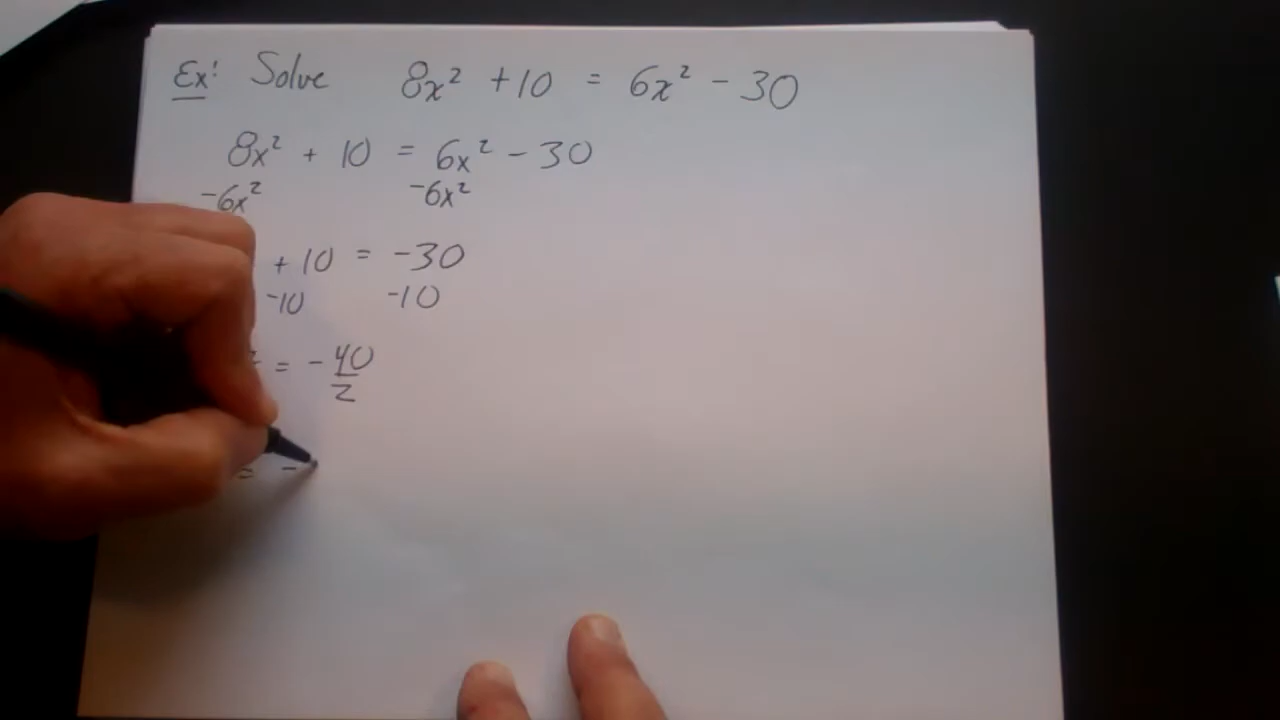 Ex: Solve 8x² + 10 = 6x² - 30
8x² + 10 = 6x² - 30
-6x² -6x²
+ 10 = -30
-10 -10
= - 40/2
= -